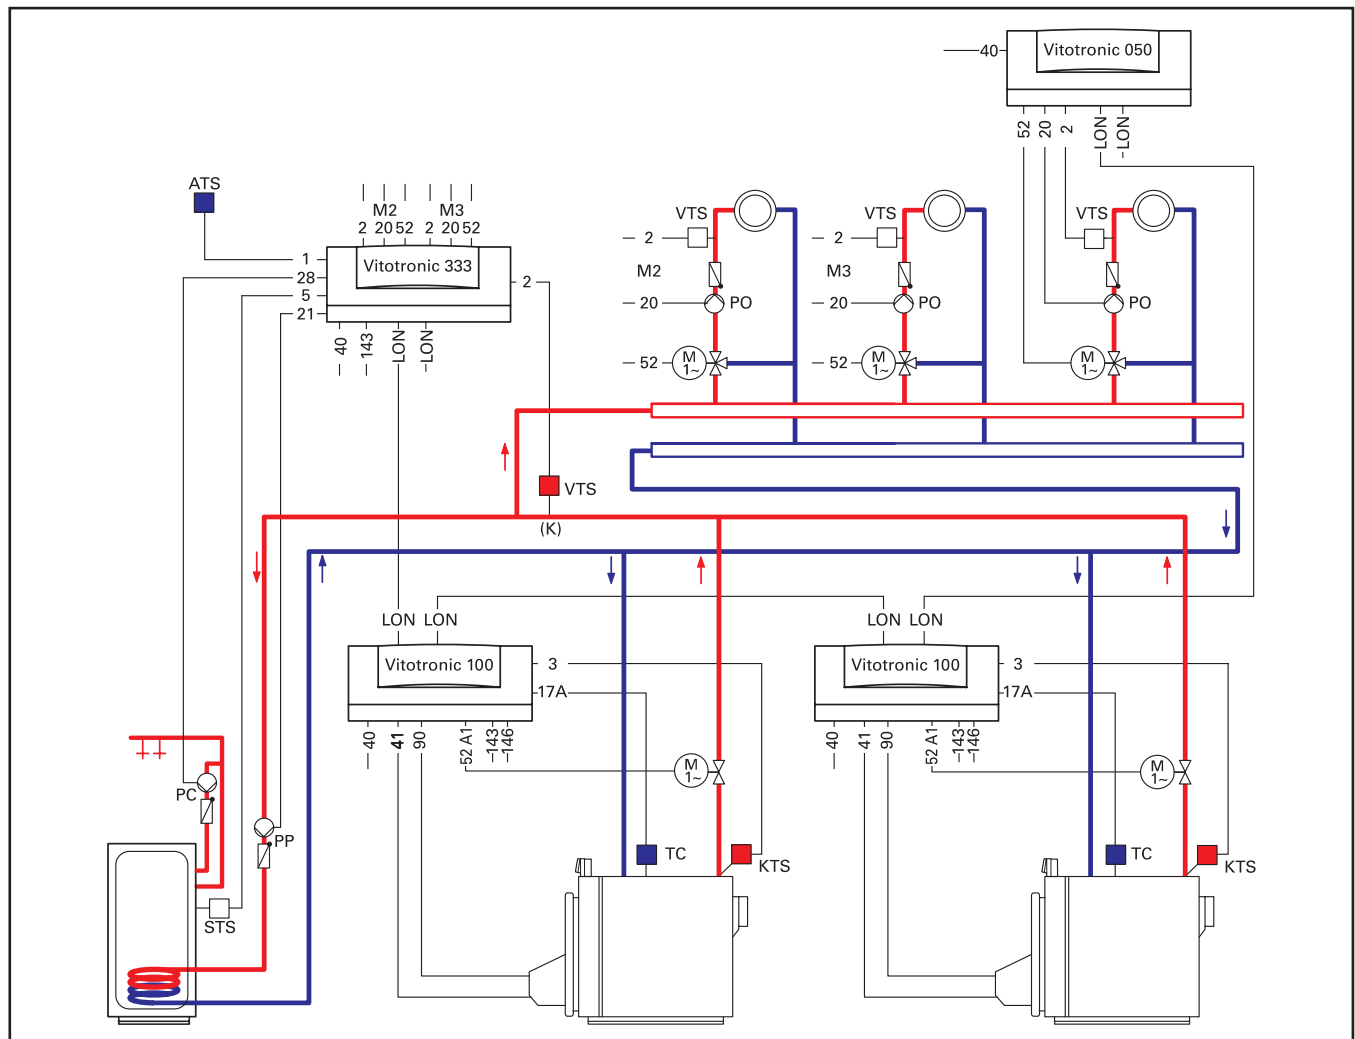 40
Vitotronic 050
52
20
2
LON
LON
ATS
M2
M3
2
20
52
2
20
52
Vitotronic 333
1
28
5
21
2
40
143
LON
LON
VTS
VTS
VTS
2
2
M2
M3
20
PO
20
PO
PO
52
M
1~
52
M
1~
M
1~
VTS
(K)
LON
LON
LON
LON
Vitotronic 100
3
17A
Vitotronic 100
3
17A
40
41
90
52 A1
143
146
40
41
90
52 A1
143
146
M
1~
M
1~
PC
PP
TC
KTS
TC
KTS
STS